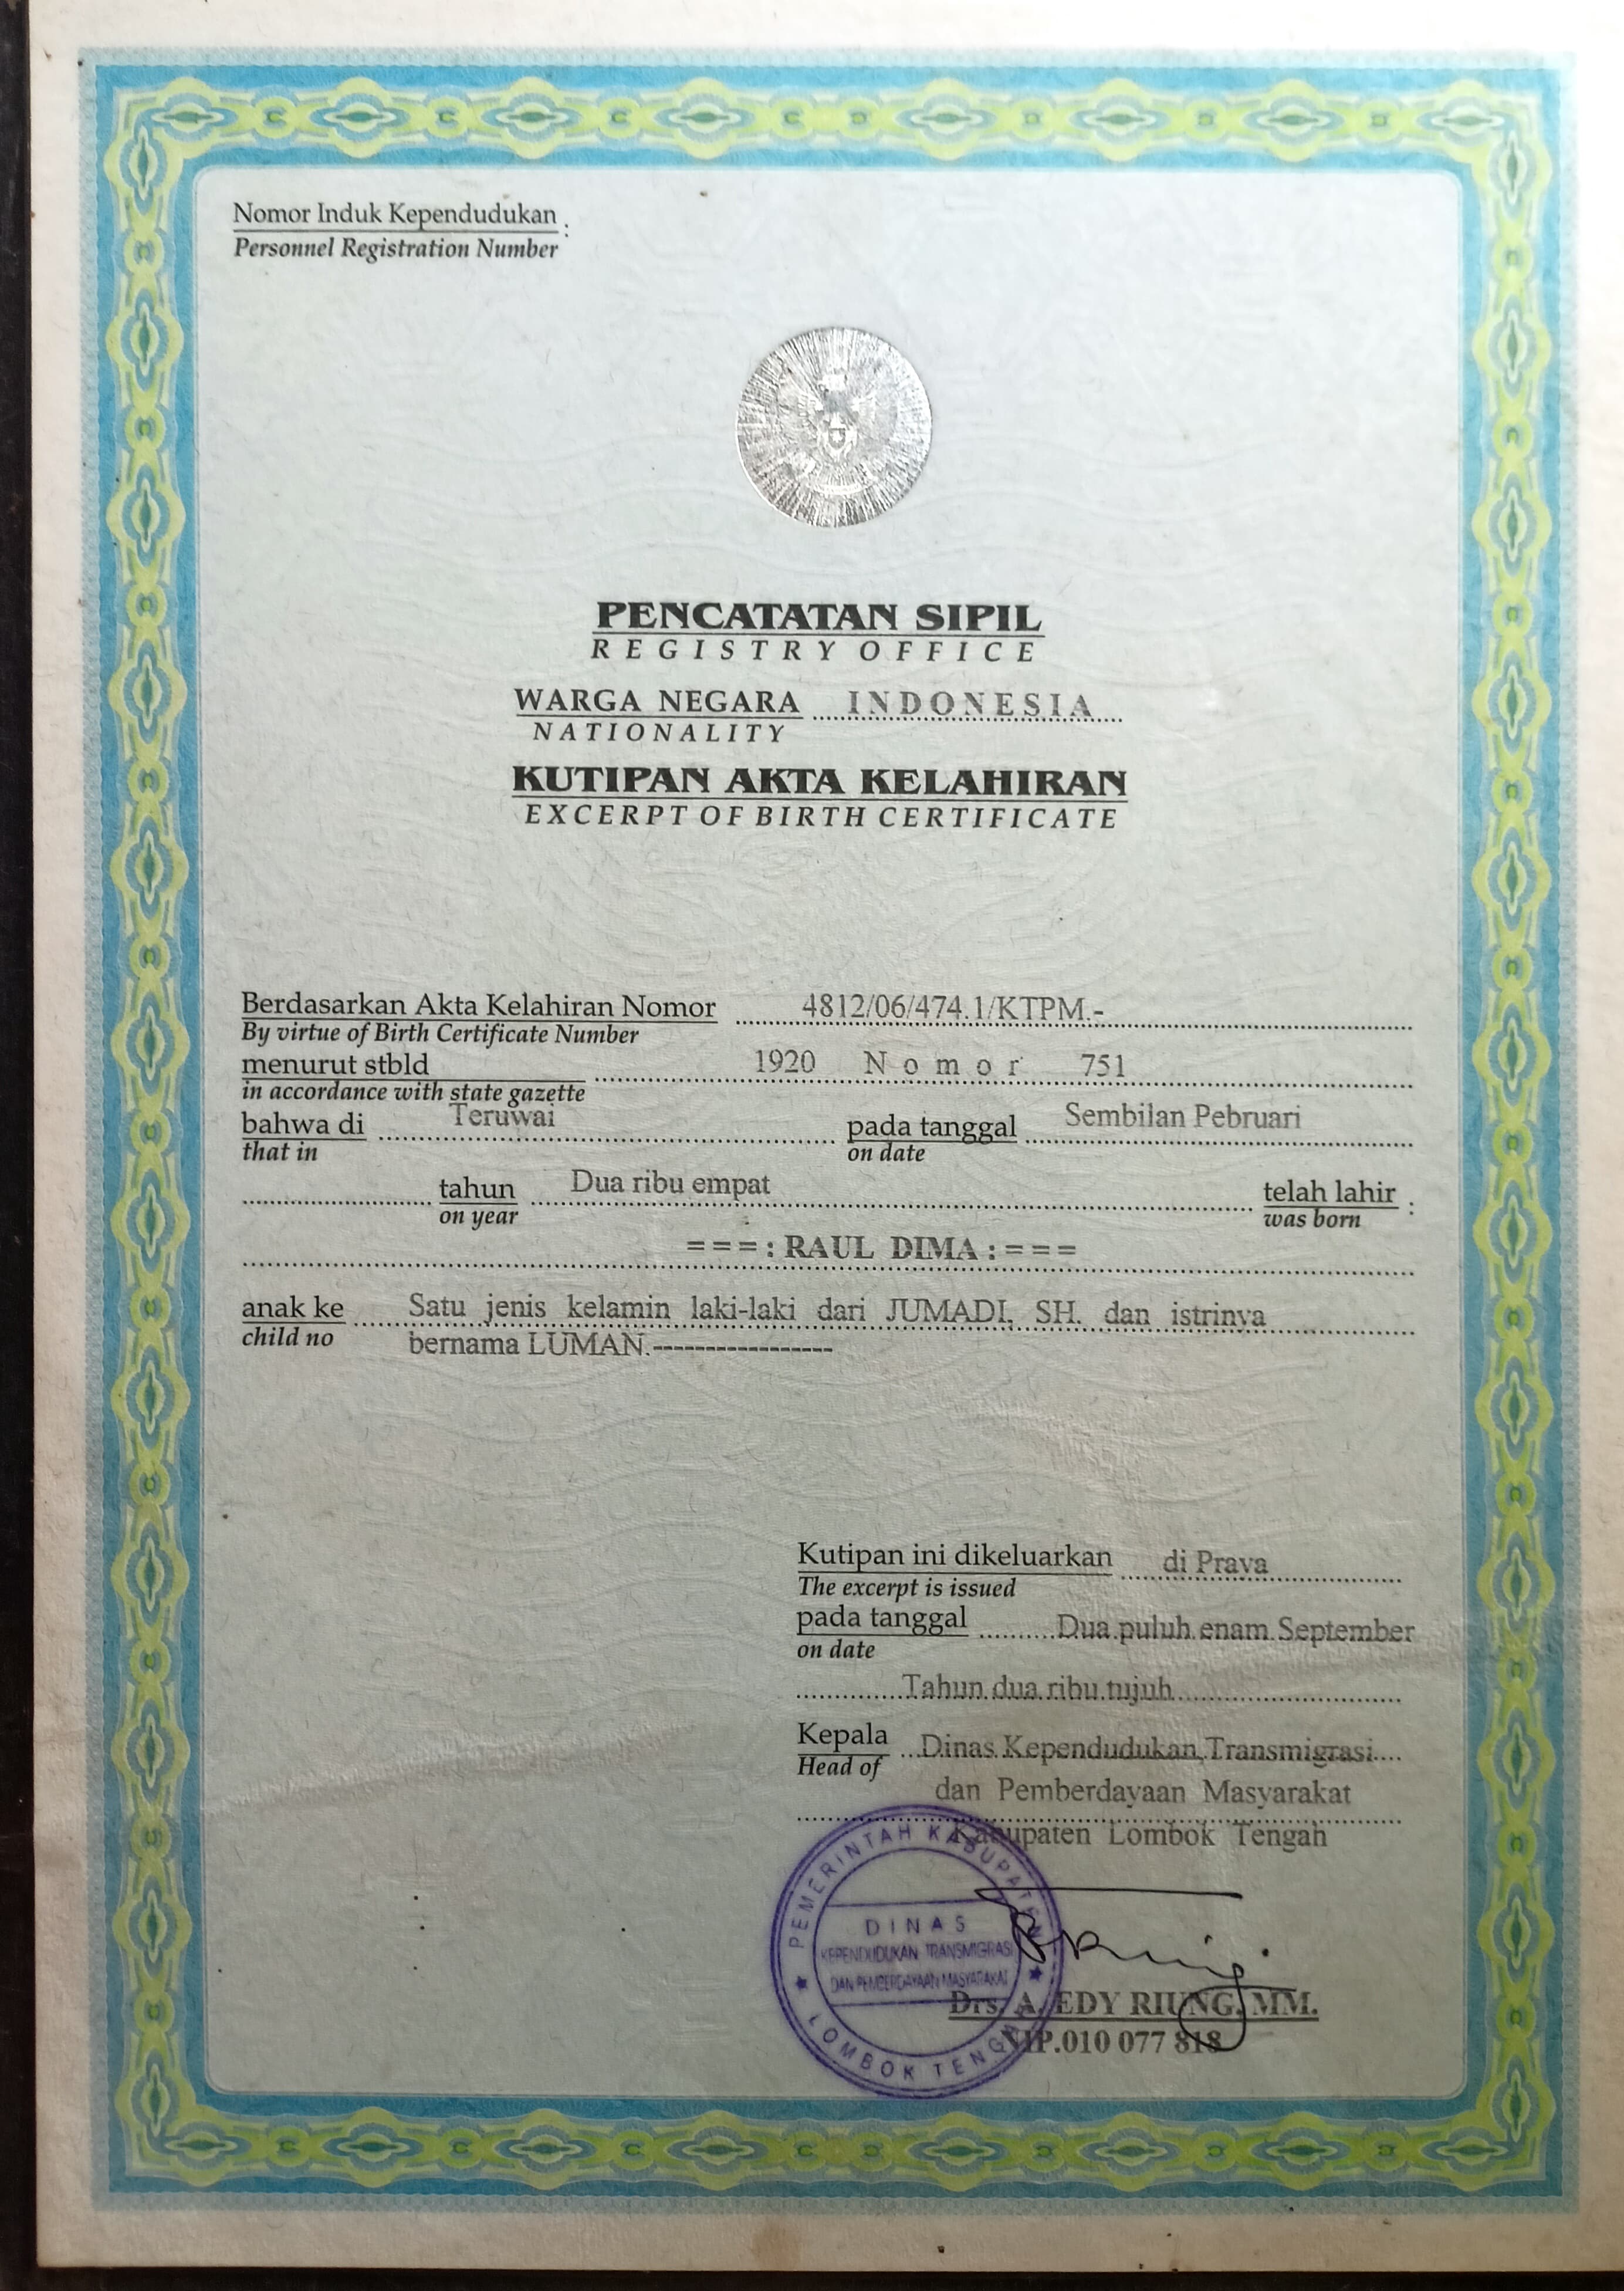 Nomor Induk Kependudukan :
Personnel Registration Number
PENCATATAN SIPIL
REGISTRY OFFICE
WARGA NEGARA INDONESIA
NATIONALITY
KUTIPAN AKTA KELAHIRAN
EXCERPT OF BIRTH CERTIFICATE
Berdasarkan Akta Kelahiran Nomor 4812/06/474.1/KTPM.-
By virtue of Birth Certificate Number
menurut stbld 1920 Nomor 751
in accordance with state gazette
bahwa di Teruwai pada tanggal Sembilan Pebruari
that in on date
tahun Dua ribu empat telah lahir :
on year was born
===: RAUL DIMA :===
anak ke Satu jenis kelamin laki-laki dari JUMADI, SH. dan istrinya
child no bernama LUMAN.-----------------
Kutipan ini dikeluarkan di Praya
The excerpt is issued
pada tanggal Dua puluh enam September
on date
Tahun dua ribu tujuh
Kepala Dinas Kependudukan,Transmigrasi
Head of
dan Pemberdayaan Masyarakat
Kabupaten Lombok Tengah
PEMERINTAH KABUPATEN
DINAS
KEPENDUDUKAN TRANSMIGRASI
DAN PEMBERDAYAAN MASYARAKAT
LOMBOK TENGAH
Drs. A. EDY RIUNG, MM.
NIP.010 077 818